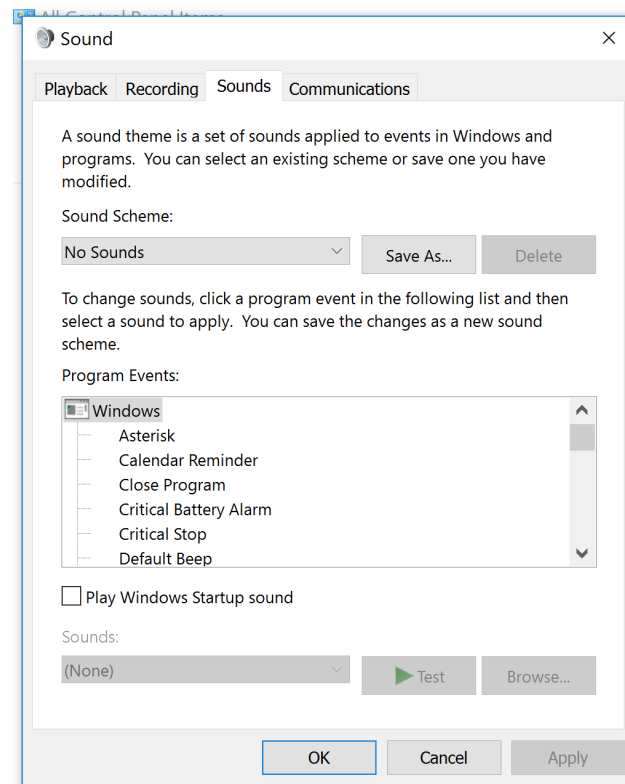 All Control Panel Items
Sound
Playback Recording Sounds Communications
A sound theme is a set of sounds applied to events in Windows and
programs. You can select an existing scheme or save one you have
modified.
Sound Scheme:
No Sounds Save As... Delete
To change sounds, click a program event in the following list and then
select a sound to apply. You can save the changes as a new sound
scheme.
Program Events:
Windows
Asterisk
Calendar Reminder
Close Program
Critical Battery Alarm
Critical Stop
Default Beep
Play Windows Startup sound
Sounds:
(None) Test Browse...
OK Cancel Apply